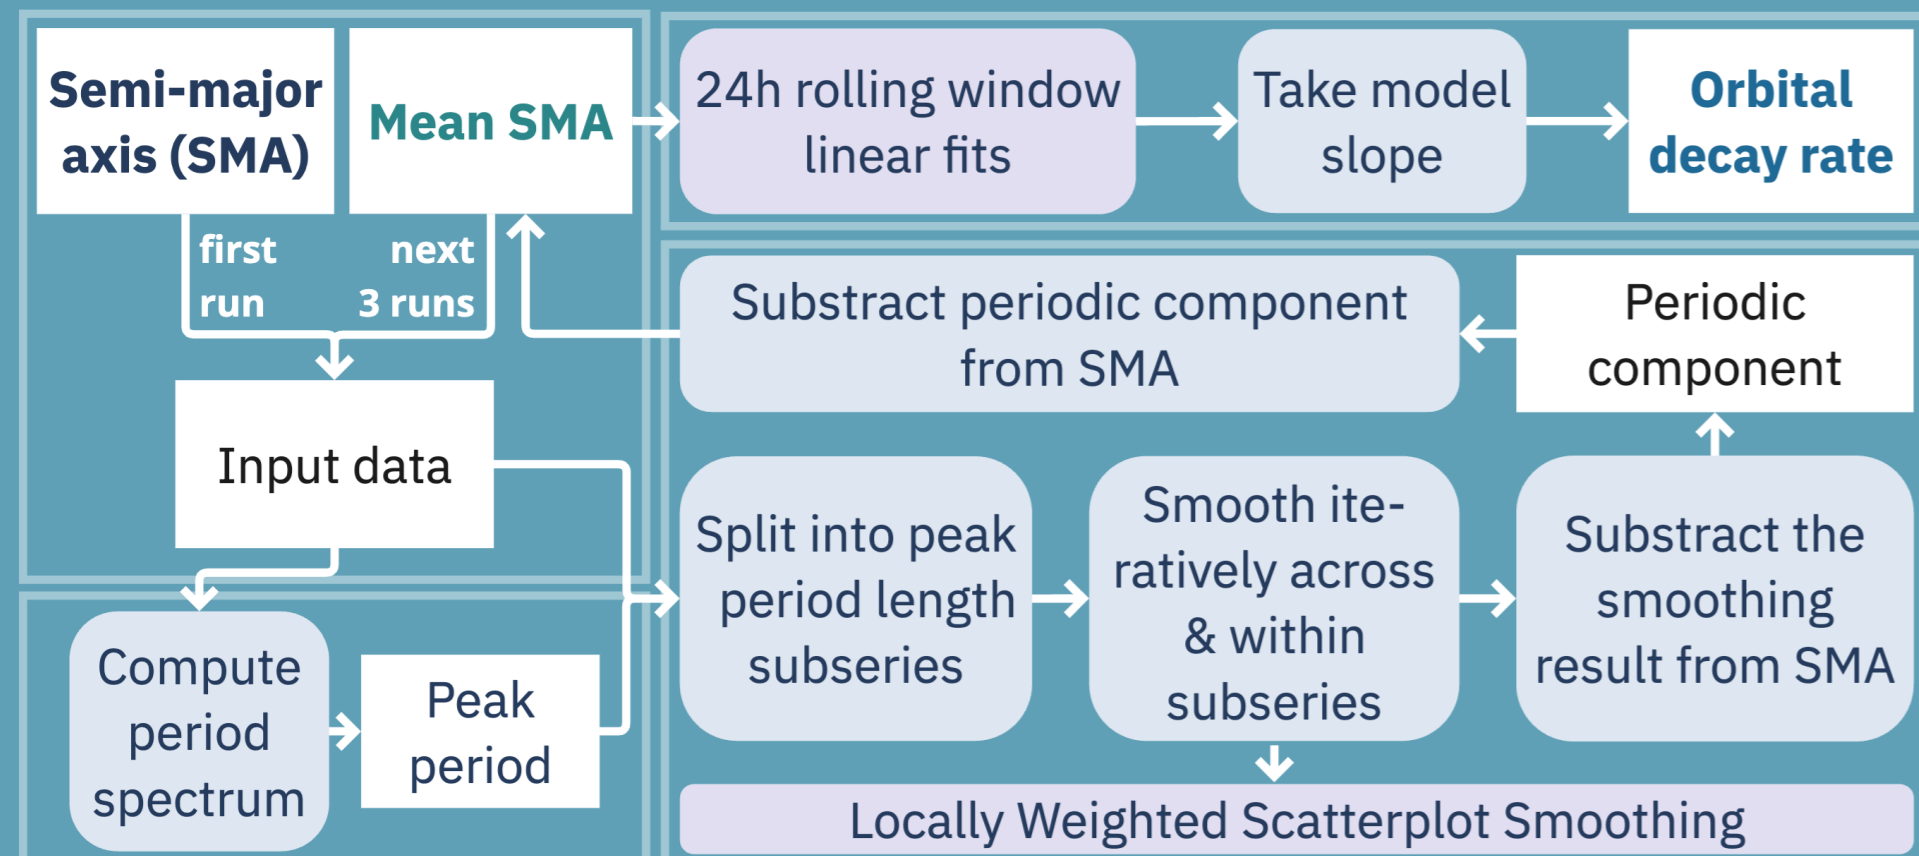 Semi-major
axis (SMA)
Mean SMA
24h rolling window
linear fits
Take model
slope
Orbital
decay rate
first
run
next
3 runs
Substract periodic component
from SMA
Periodic
component
Input data
Split into peak
period length
subseries
Smooth ite-
ratively across
& within
subseries
Substract the
smoothing
result from SMA
Compute
period
spectrum
Peak
period
Locally Weighted Scatterplot Smoothing